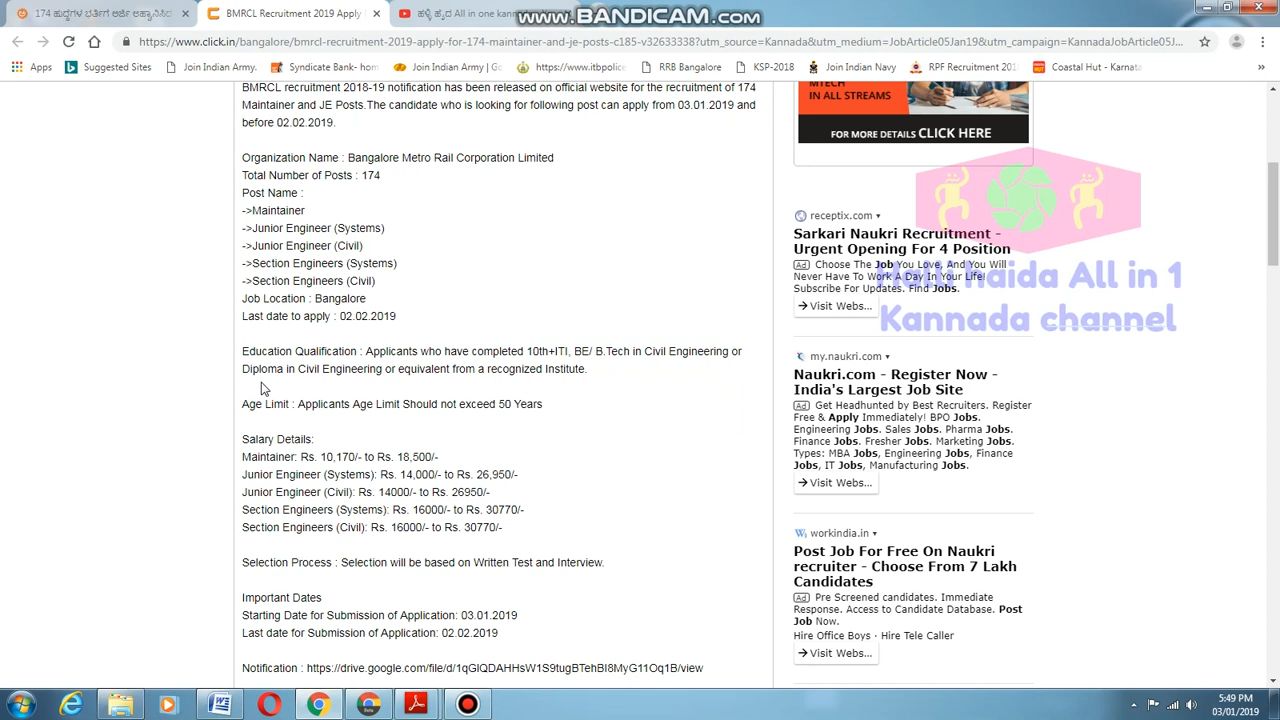 174 ಹುದ್ದೆಗಳ ಭರ್ತಿಗೆ ಅರ್ಜಿ ಆಹ್ವಾನಿಸಿದ
BMRCL Recruitment 2019 Apply
ಹಳ್ಳಿ ಹೈದ All in one kannada
www.BANDICAM.com
https://www.click.in/bangalore/bmrcl-recruitment-2019-apply-for-174-maintainer-and-je-posts-c185-v32633338?utm_source=Kannada&utm_medium=JobArticle05Jan19&utm_campaign=KannadaJobArticle05J...
Apps
Suggested Sites
Join Indian Army.
Syndicate Bank- hom
Join Indian Army | Go
https://www.itbpolice
RRB Bangalore
KSP-2018
Join Indian Navy
RPF Recruitment 201
Coastal Hut - Karnata
»
BMRCL recruitment 2018-19 notification has been released on official website for the recruitment of 174
Maintainer and JE Posts.The candidate who is looking for following post can apply from 03.01.2019 and
before 02.02.2019.
Organization Name : Bangalore Metro Rail Corporation Limited
Total Number of Posts : 174
Post Name :
->Maintainer
->Junior Engineer (Systems)
->Junior Engineer (Civil)
->Section Engineers (Systems)
->Section Engineers (Civil)
Job Location : Bangalore
Last date to apply : 02.02.2019
Education Qualification : Applicants who have completed 10th+ITI, BE/ B.Tech in Civil Engineering or
Diploma in Civil Engineering or equivalent from a recognized Institute.
Age Limit : Applicants Age Limit Should not exceed 50 Years
Salary Details:
Maintainer: Rs. 10,170/- to Rs. 18,500/-
Junior Engineer (Systems): Rs. 14,000/- to Rs. 26,950/-
Junior Engineer (Civil): Rs. 14000/- to Rs. 26950/-
Section Engineers (Systems): Rs. 16000/- to Rs. 30770/-
Section Engineers (Civil): Rs. 16000/- to Rs. 30770/-
Selection Process : Selection will be based on Written Test and Interview.
Important Dates
Starting Date for Submission of Application: 03.01.2019
Last date for Submission of Application: 02.02.2019
Notification : https://drive.google.com/file/d/1qGlQDAHHsW1S9tugBTehBI8MyG11Oq1B/view
MTECH
IN ALL STREAMS
FOR MORE DETAILS CLICK HERE
receptix.com
Sarkari Naukri Recruitment -
Urgent Opening For 4 Position
Ad Choose The Job You Love, And You Will
Never Have To Work A Day In Your Life!
Subscribe For Updates. Find Jobs.
Visit Webs...
Halli haida All in 1
Kannada channel
my.naukri.com
Naukri.com - Register Now -
India's Largest Job Site
Ad Get Headhunted by Best Recruiters. Register
Free & Apply Immediately! BPO Jobs.
Engineering Jobs. Sales Jobs. Pharma Jobs.
Finance Jobs. Fresher Jobs. Marketing Jobs.
Types: MBA Jobs, Engineering Jobs, Finance
Jobs, IT Jobs, Manufacturing Jobs.
Visit Webs...
workindia.in
Post Job For Free On Naukri
recruiter - Choose From 7 Lakh
Candidates
Ad Pre Screened candidates. Immediate
Response. Access to Candidate Database. Post
Job Now.
Hire Office Boys · Hire Tele Caller
Visit Webs...
5:49 PM
03/01/2019